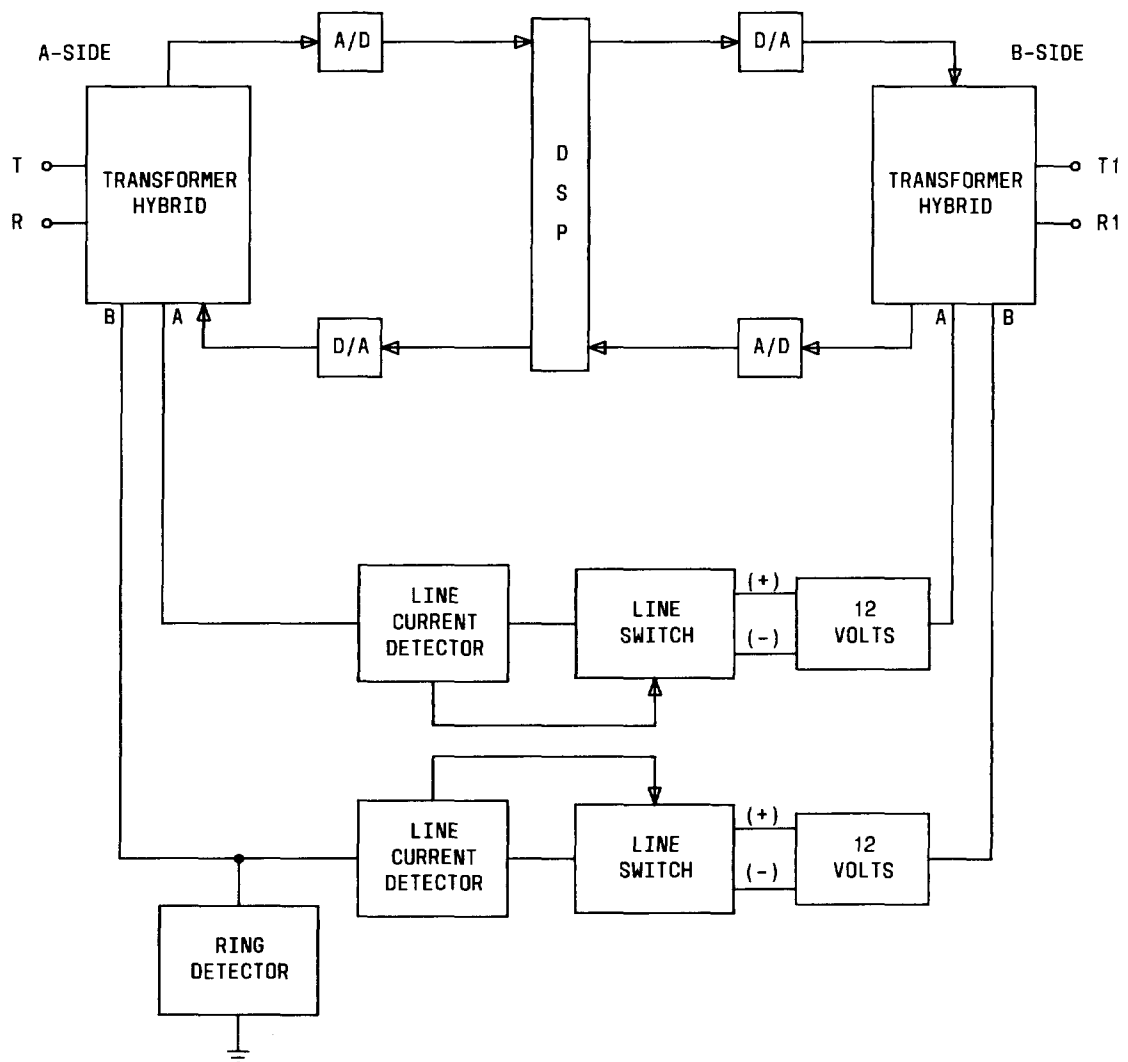 A/D
D/A
A-SIDE
B-SIDE
T
R
TRANSFORMER
HYBRID
D
S
P
TRANSFORMER
HYBRID
T1
R1
B
A
D/A
A/D
A
B
LINE
CURRENT
DETECTOR
LINE
SWITCH
(+)
(-)
12
VOLTS
LINE
CURRENT
DETECTOR
LINE
SWITCH
(+)
(-)
12
VOLTS
RING
DETECTOR